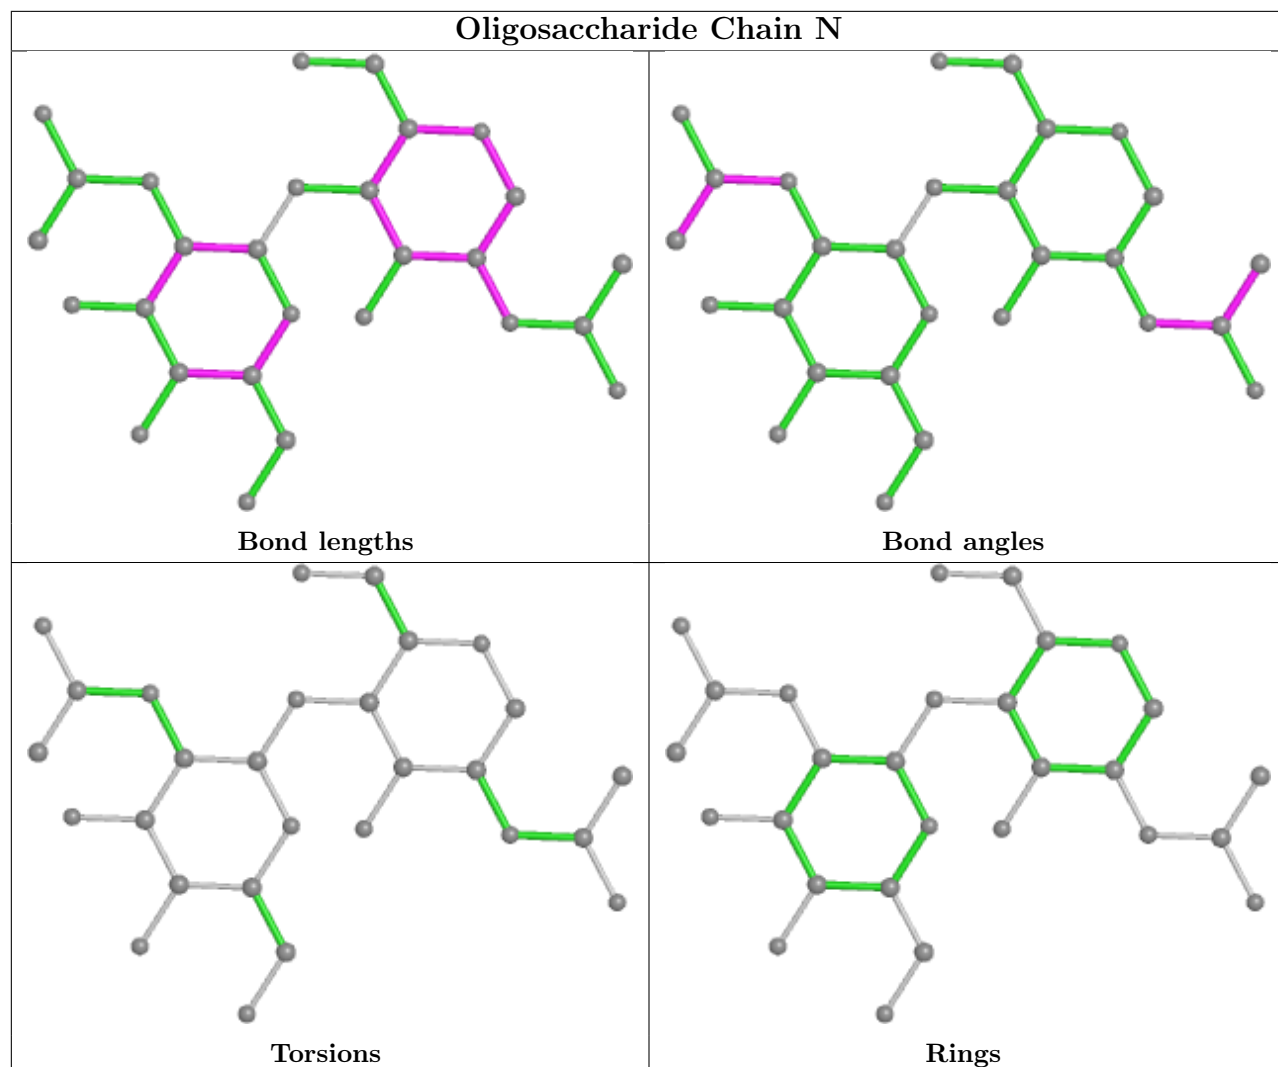 Oligosaccharide Chain N
Bond lengths
Bond angles
Torsions
Rings